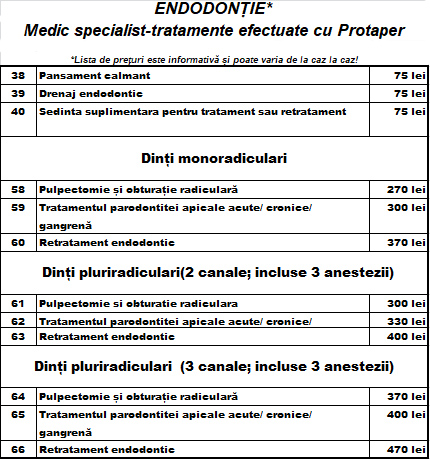 ENDODONȚIE*
Medic specialist-tratamente efectuate cu Protaper
*Lista de prețuri este informativă și poate varia de la caz la caz!
38 Pansament calmant 75 lei
39 Drenaj endodontic 75 lei
40 Sedinta suplimentara pentru tratament sau retratament 75 lei
Dinți monoradiculari
58 Pulpectomie și obturație radiculară 270 lei
59 Tratamentul parodontitei apicale acute/ cronice/ 300 lei
gangrenă
60 Retratament endodontic 370 lei
Dinți pluriradiculari(2 canale; incluse 3 anestezii)
61 Pulpectomie și obturatie radiculara 300 lei
62 Tratamentul parodontitei apicale acute/ cronice/ 330 lei
63 Retratament endodontic 400 lei
Dinți pluriradiculari (3 canale; incluse 3 anestezii)
64 Pulpectomie și obturație radiculară 370 lei
65 Tratamentul parodontitei apicale acute/ cronice/ 400 lei
gangrenă
66 Retratament endodontic 470 lei